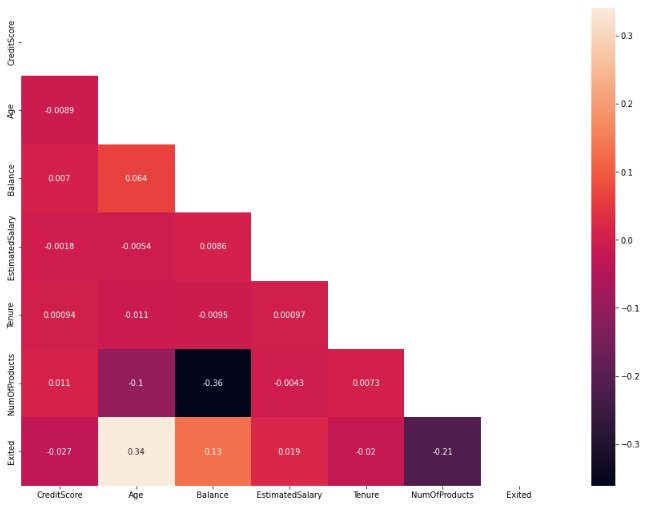 CreditScore
Age
Balance
EstimatedSalary
Tenure
NumOfProducts
Exited
-0.0089
0.007 0.064
-0.0018 -0.0054 0.0086
0.00094 -0.011 -0.0095 0.00097
0.011 -0.1 -0.36 -0.0043 0.0073
-0.027 0.34 0.13 0.019 -0.02 -0.21
CreditScore Age Balance EstimatedSalary Tenure NumOfProducts Exited
0.3
0.2
0.1
0.0
−0.1
−0.2
−0.3